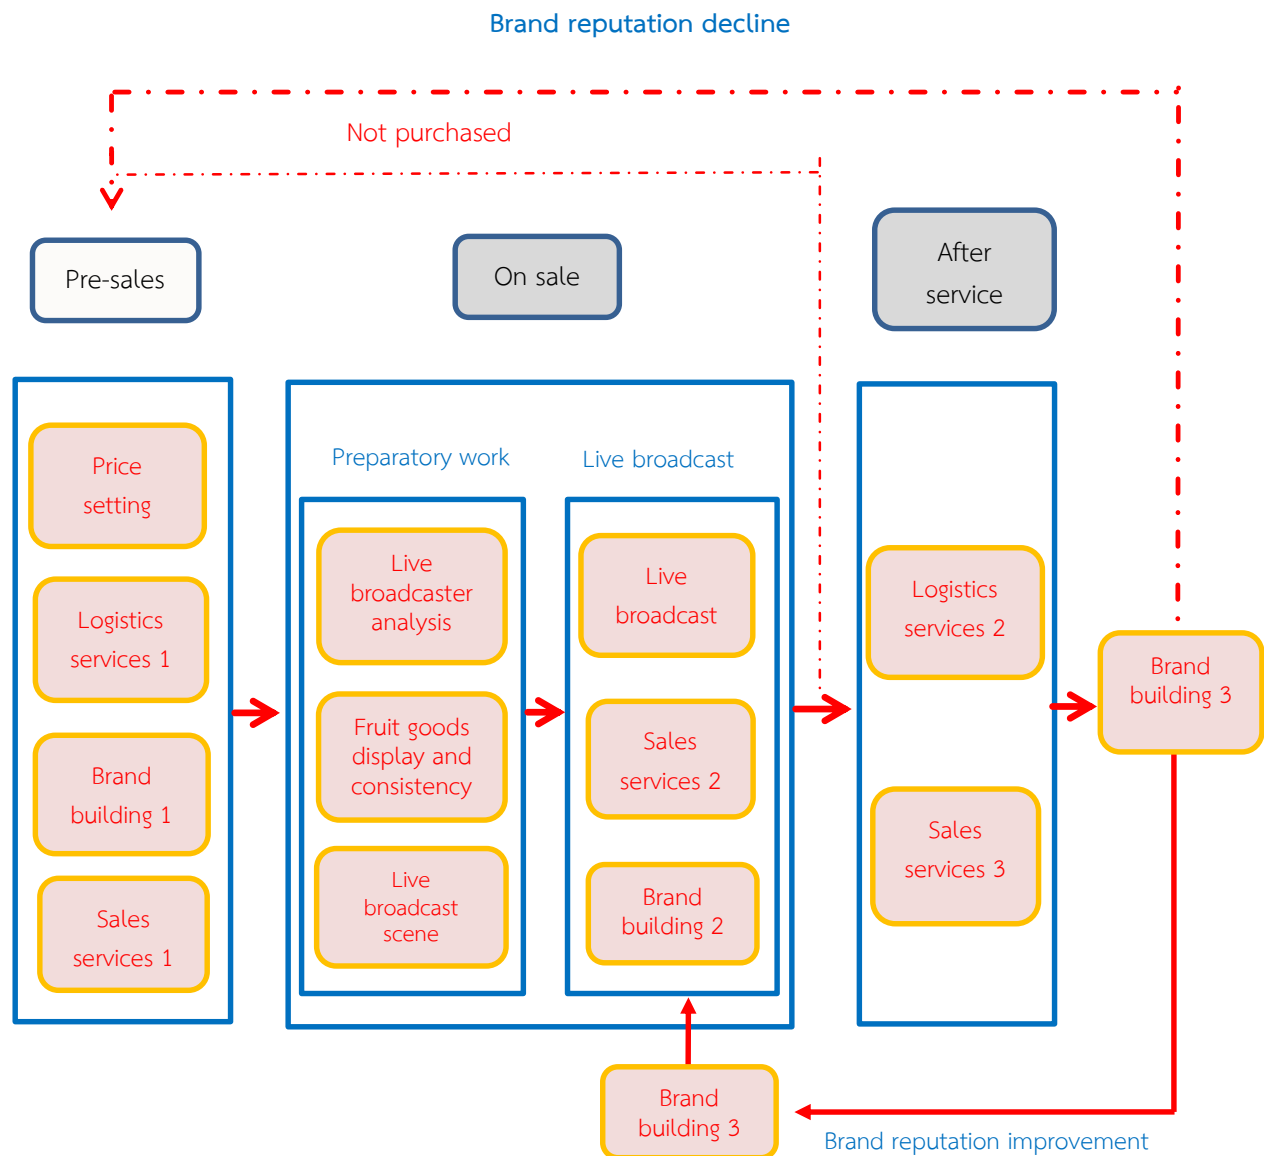 Brand reputation decline
Not purchased
Pre-sales
On sale
After
service
Price
setting
Logistics
services 1
Brand
building 1
Sales
services 1
Preparatory work
Live
broadcaster
analysis
Fruit goods
display and
consistency
Live
broadcast
scene
Live broadcast
Live
broadcast
Sales
services 2
Brand
building 2
Logistics
services 2
Sales
services 3
Brand
building 3
Brand
building 3
Brand reputation improvement